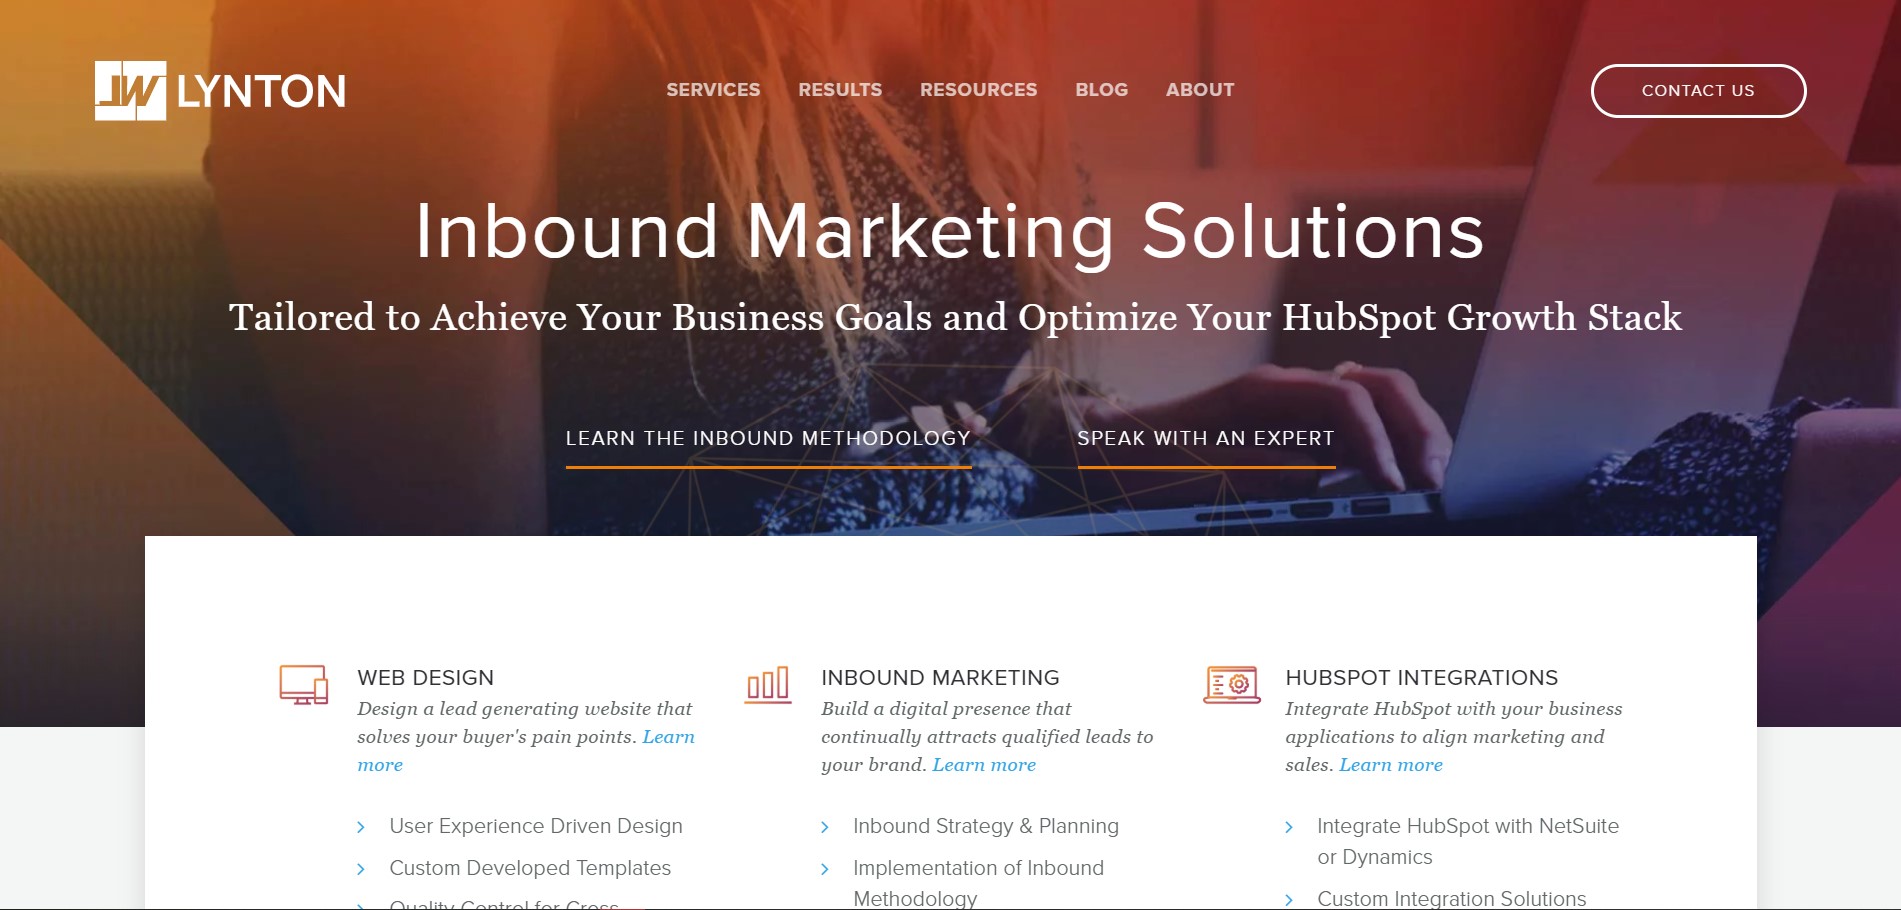 LW LYNTON
SERVICES RESULTS RESOURCES BLOG ABOUT
CONTACT US
Inbound Marketing Solutions
Tailored to Achieve Your Business Goals and Optimize Your HubSpot Growth Stack
LEARN THE INBOUND METHODOLOGY
SPEAK WITH AN EXPERT
WEB DESIGN
Design a lead generating website that
solves your buyer's pain points. Learn
more
User Experience Driven Design
Custom Developed Templates
Quality Control for Cross
INBOUND MARKETING
Build a digital presence that
continually attracts qualified leads to
your brand. Learn more
Inbound Strategy & Planning
Implementation of Inbound
Methodology
HUBSPOT INTEGRATIONS
Integrate HubSpot with your business
applications to align marketing and
sales. Learn more
Integrate HubSpot with NetSuite
or Dynamics
Custom Integration Solutions